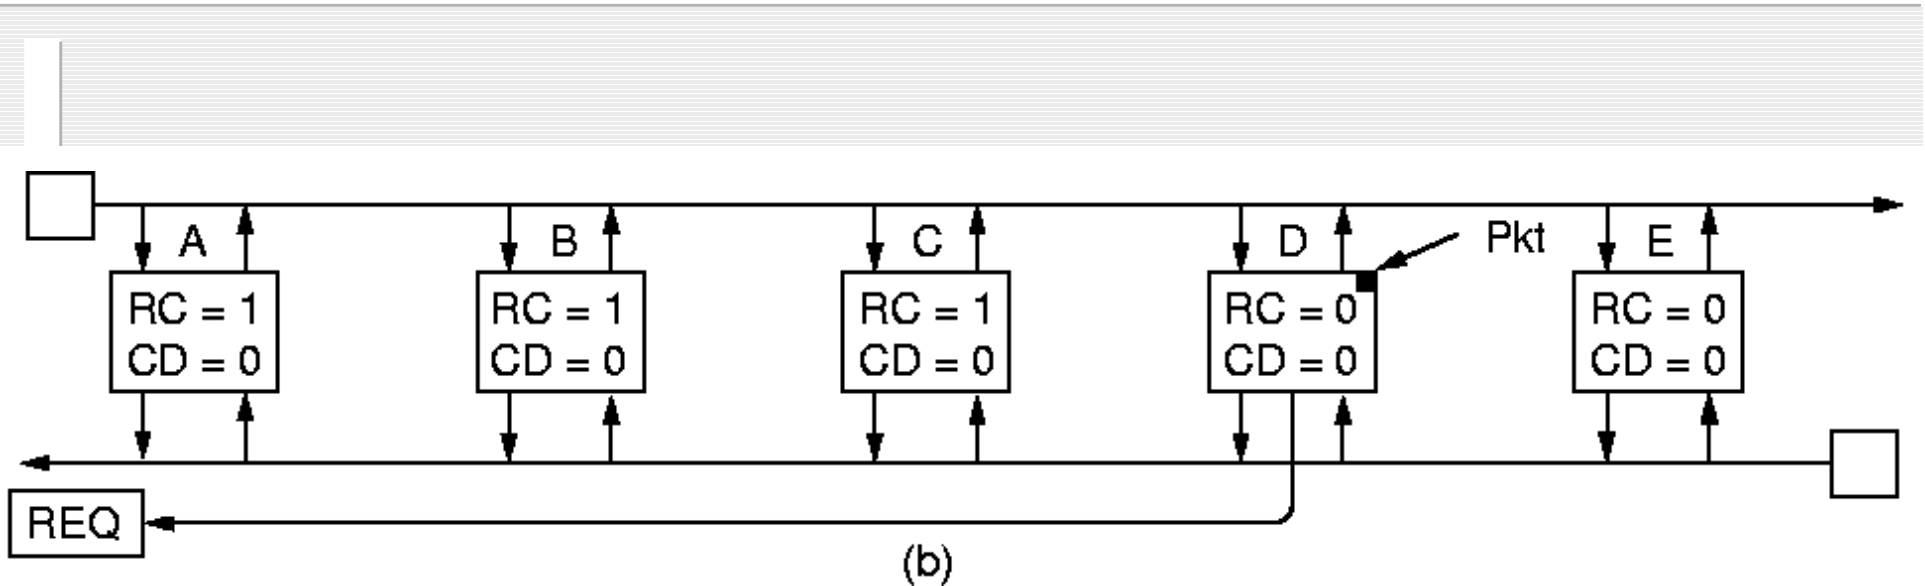 A B C D Pkt E
RC = 1 RC = 1 RC = 1 RC = 0 RC = 0
CD = 0 CD = 0 CD = 0 CD = 0 CD = 0
REQ
(b)